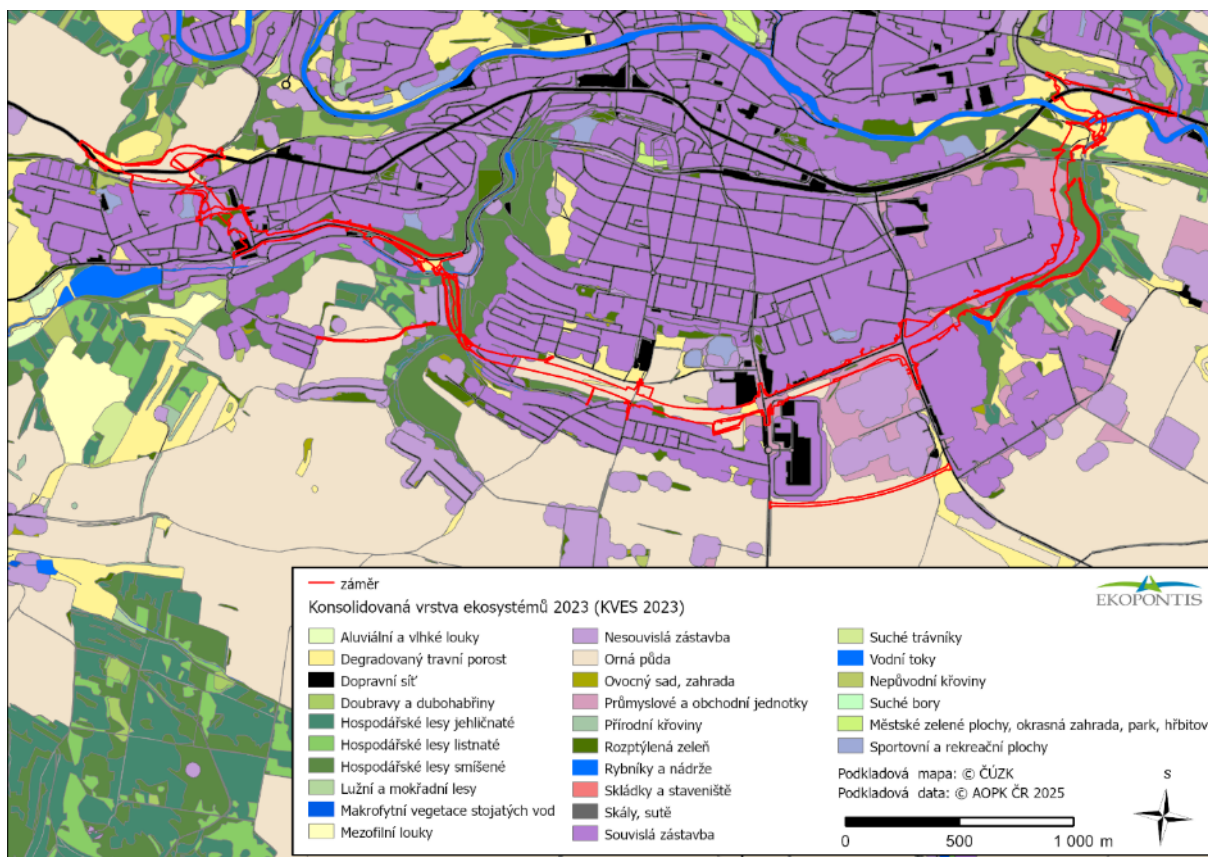 záměr
Konsolidovaná vrstva ekosystémů 2023 (KVES 2023)
Aluviální a vlhké louky
Degradovaný travní porost
Dopravní síť
Doubravy a dubohabřiny
Hospodářské lesy jehličnaté
Hospodářské lesy listnaté
Hospodářské lesy smíšené
Lužní a mokřadní lesy
Makrofytní vegetace stojatých vod
Mezofilní louky
Nesouvislá zástavba
Orná půda
Ovocný sad, zahrada
Průmyslové a obchodní jednotky
Přírodní křoviny
Rozptýlená zeleň
Rybníky a nádrže
Skládky a staveniště
Skály, sutě
Souvislá zástavba
EKOPONTIS
Suché trávníky
Vodní toky
Nepůvodní křoviny
Suché bory
Městské zelené plochy, okrasná zahrada, park, hřbitov
Sportovní a rekreační plochy
Podkladová mapa: © ČÚZK
Podkladová data: © AOPK ČR 2025
S
0 500 1 000 m